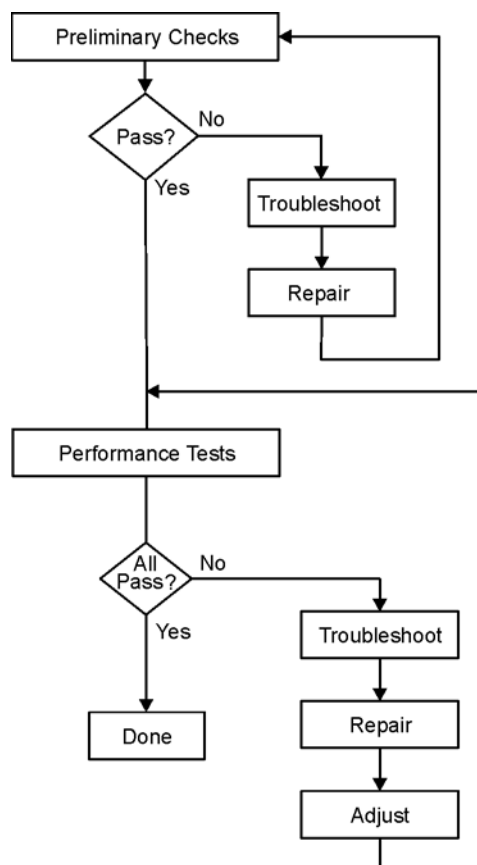 Preliminary Checks
Pass?
No
Yes
Troubleshoot
Repair
Performance Tests
All
Pass?
No
Yes
Troubleshoot
Done
Repair
Adjust